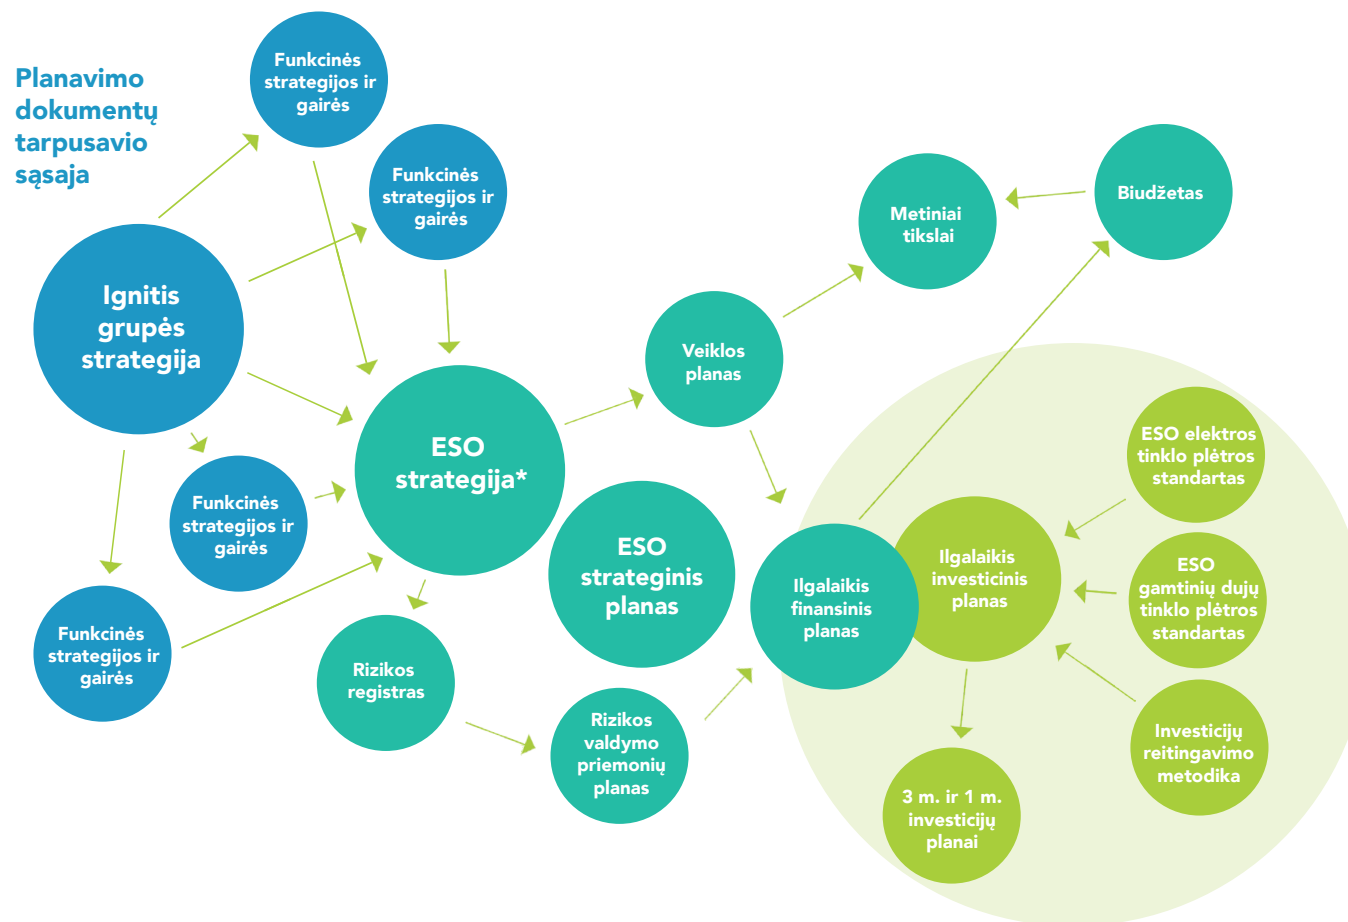 Planavimo
dokumentų
tarpusavio
sąsaja
Funkcinės
strategijos ir
gairės
Funkcinės
strategijos ir
gairės
Ignitis
grupės
strategija
Funkcinės
strategijos ir
gairės
Funkcinės
strategijos ir
gairės
ESO
strategija*
Rizikos
registras
ESO
strateginis
planas
Rizikos
valdymo
priemonių
planas
Veiklos
planas
Metiniai
tikslai
Biudžetas
Ilgalaikis
finansinis
planas
Ilgalaikis
investicinis
planas
ESO elektros
tinklo plėtros
standartas
ESO
gamtinių dujų
tinklo plėtros
standartas
Investicijų
reitingavimo
metodika
3 m. ir 1 m.
investicijų
planai